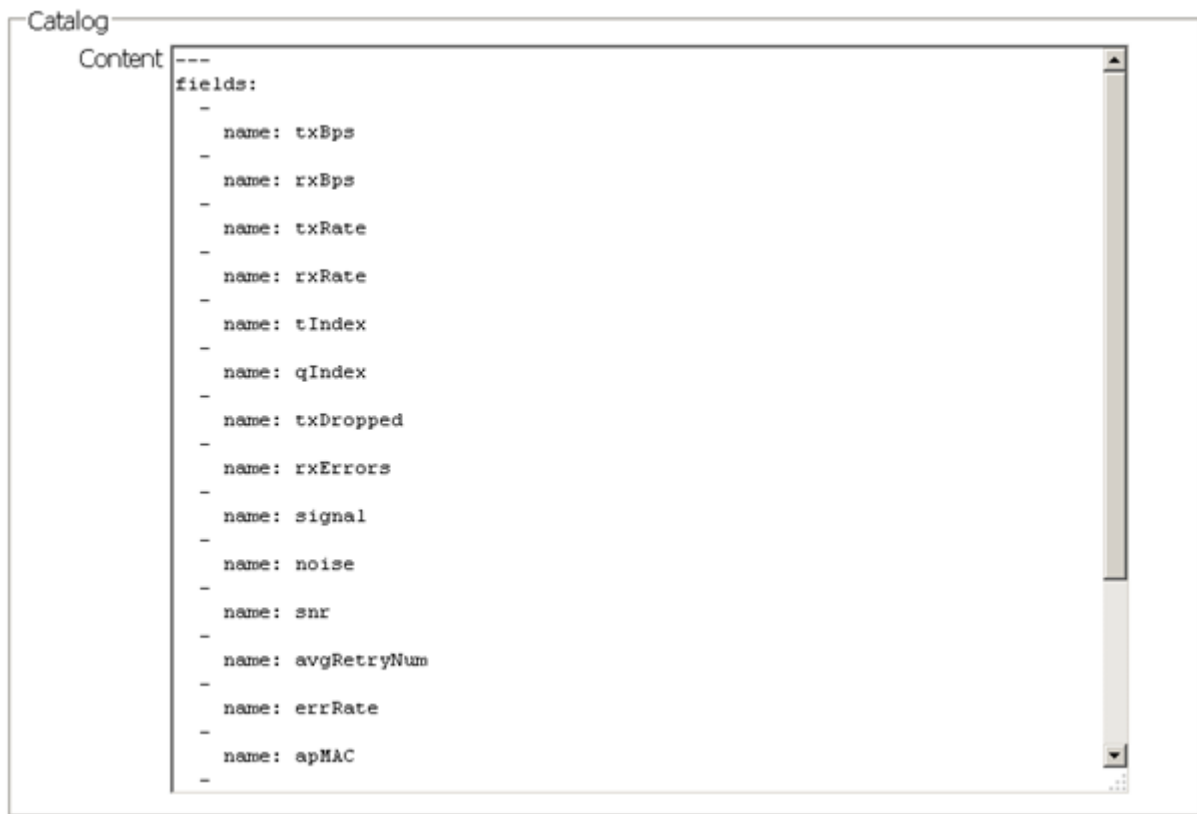 Catalog
Content
---
fields:
  -
    name: txBps
  -
    name: rxBps
  -
    name: txRate
  -
    name: rxRate
  -
    name: tIndex
  -
    name: qIndex
  -
    name: txDropped
  -
    name: rxErrors
  -
    name: signal
  -
    name: noise
  -
    name: snr
  -
    name: avgRetryNum
  -
    name: errRate
  -
    name: apMAC
  -